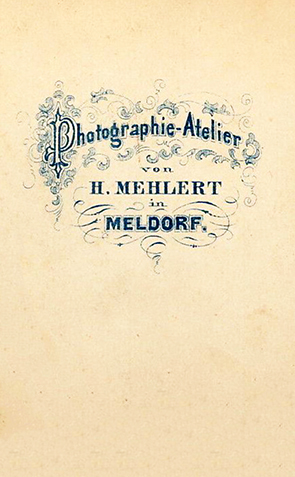 Photographie-Atelier
von
H. MEHLERT
in
MELDORF.